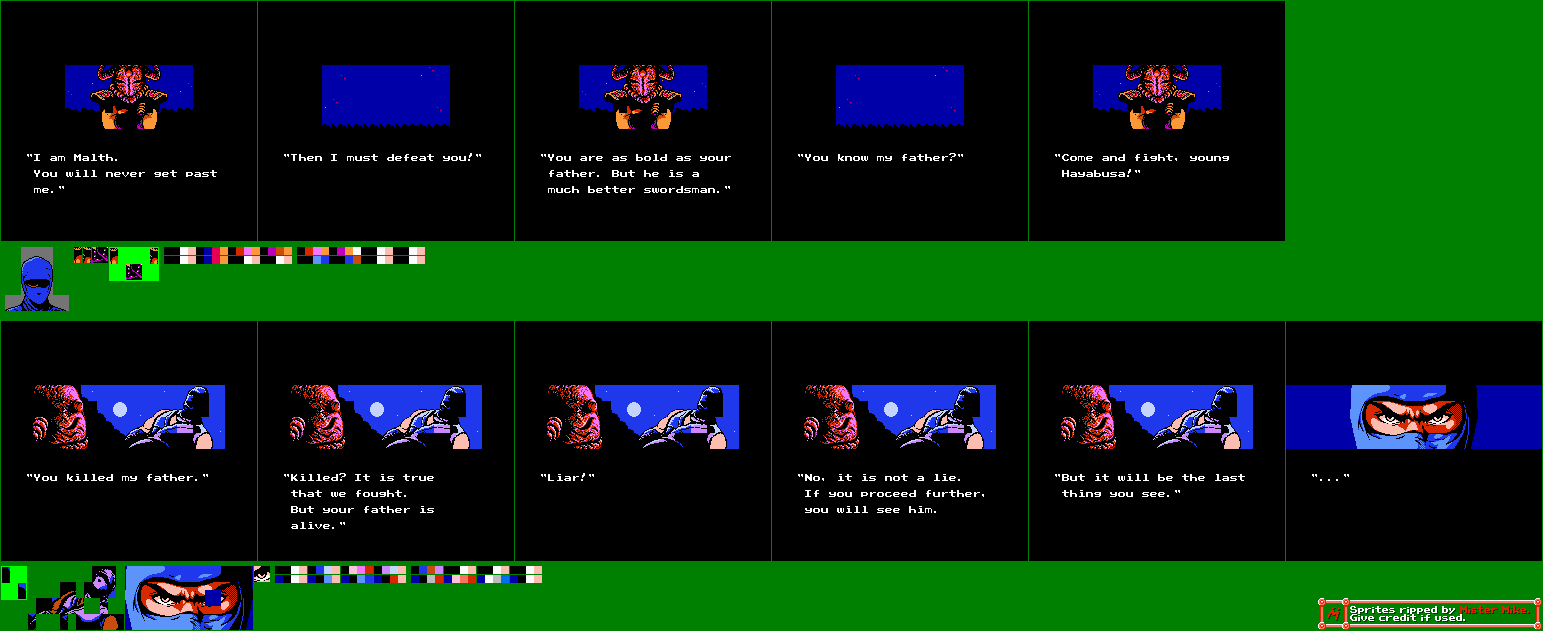 "I am Malth.
You will never get past
me."
"Then I must defeat you!"
"You are as bold as your
father. But he is a
much better swordsman."
"You know my father?"
"Come and fight, young
Hayabusa!"
"You killed my father."
"Killed? It is true
that we fought.
But your father is
alive."
"Liar!"
"No, it is not a lie.
If you proceed further,
you will see him.
"But it will be the last
thing you see."
"..."
Sprites ripped by Mister Mike.
Give credit if used.